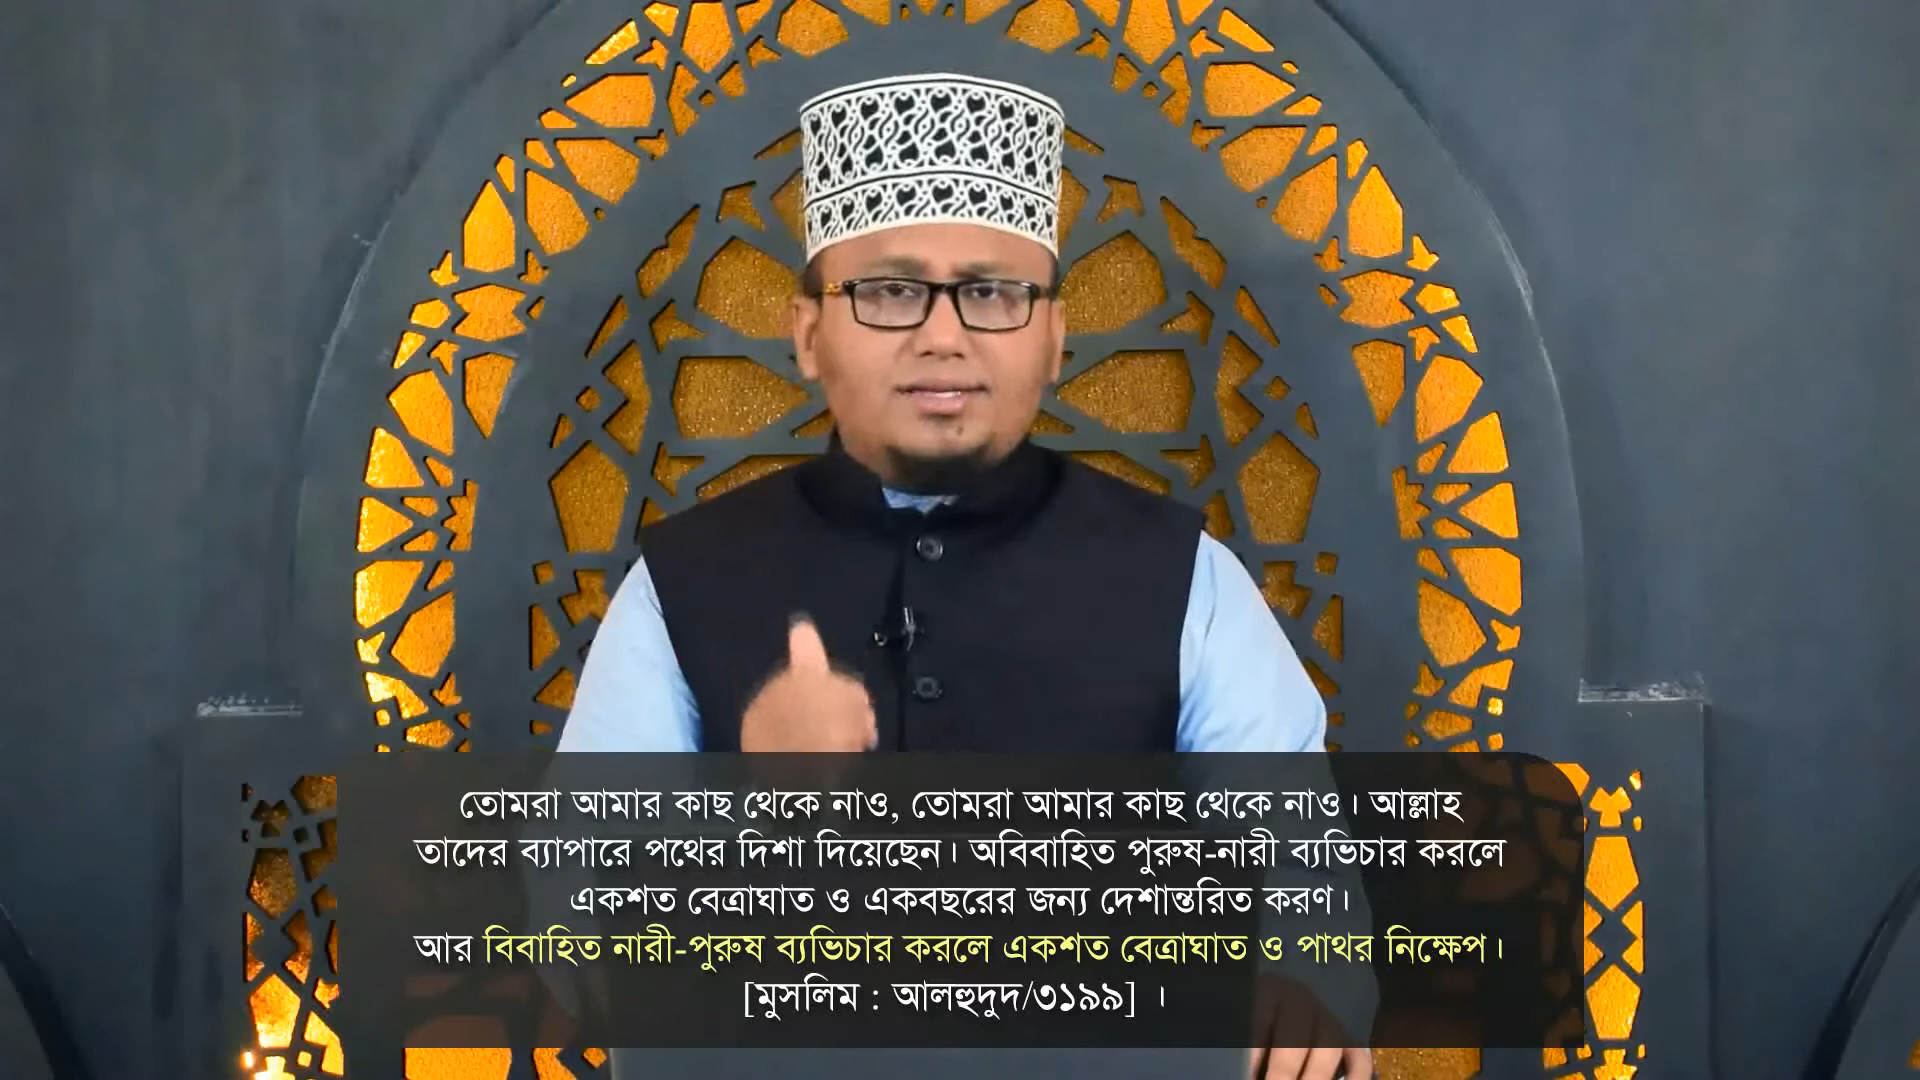 তোমরা আমার কাছ থেকে নাও, তোমরা আমার কাছ থেকে নাও। আল্লাহ
তাদের ব্যাপারে পথের দিশা দিয়েছেন। অবিবাহিত পুরুষ-নারী ব্যভিচার করলে
একশত বেত্রাঘাত ও একবছরের জন্য দেশান্তরিত করণ।
আর বিবাহিত নারী-পুরুষ ব্যভিচার করলে একশত বেত্রাঘাত ও পাথর নিক্ষেপ।
[মুসলিম : আলহুদুদ/৩১৯৯] ।